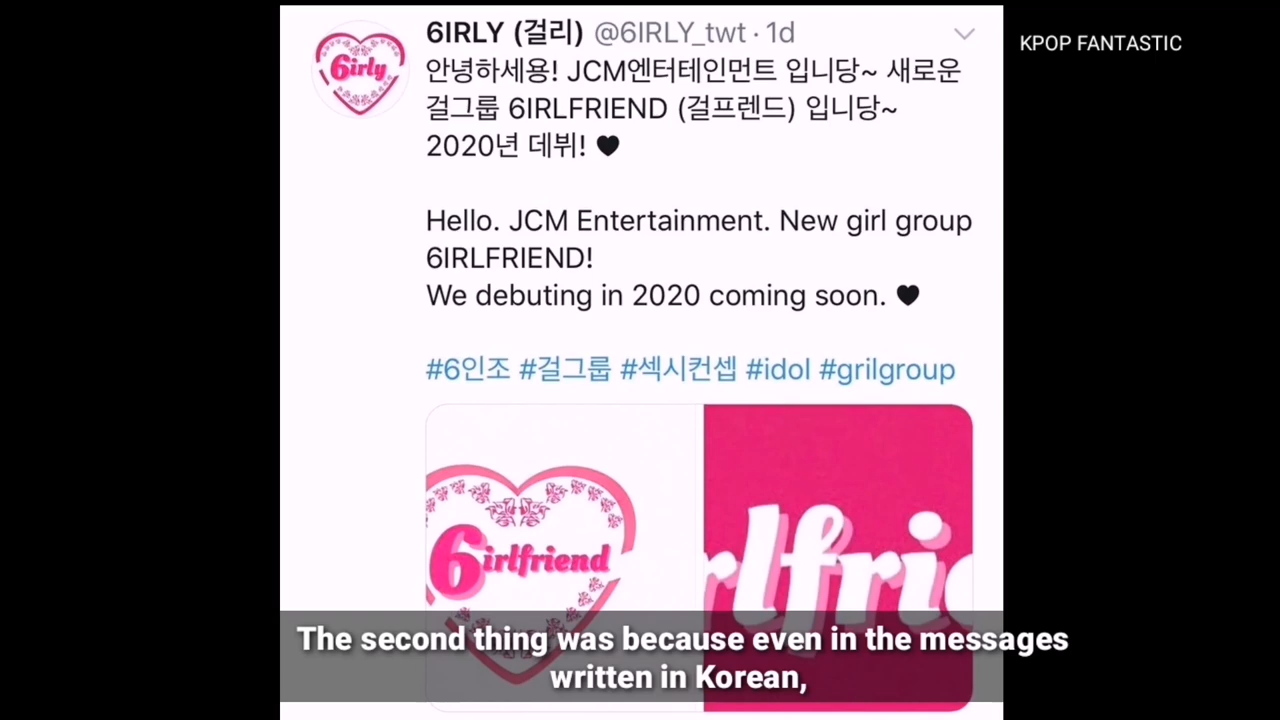 6IRLY (걸리) @6IRLY_twt · 1d
6irly
안녕하세용! JCM엔터테인먼트 입니당~ 새로운
걸그룹 6IRLFRIEND (걸프렌드) 입니당~
2020년 데뷔! 🖤
Hello. JCM Entertainment. New girl group
6IRLFRIEND!
We debuting in 2020 coming soon. 🖤
#6인조 #걸그룹 #섹시컨셉 #idol #grilgroup
6irlfriend
rlfrie
The second thing was because even in the messages
written in Korean,
KPOP FANTASTIC